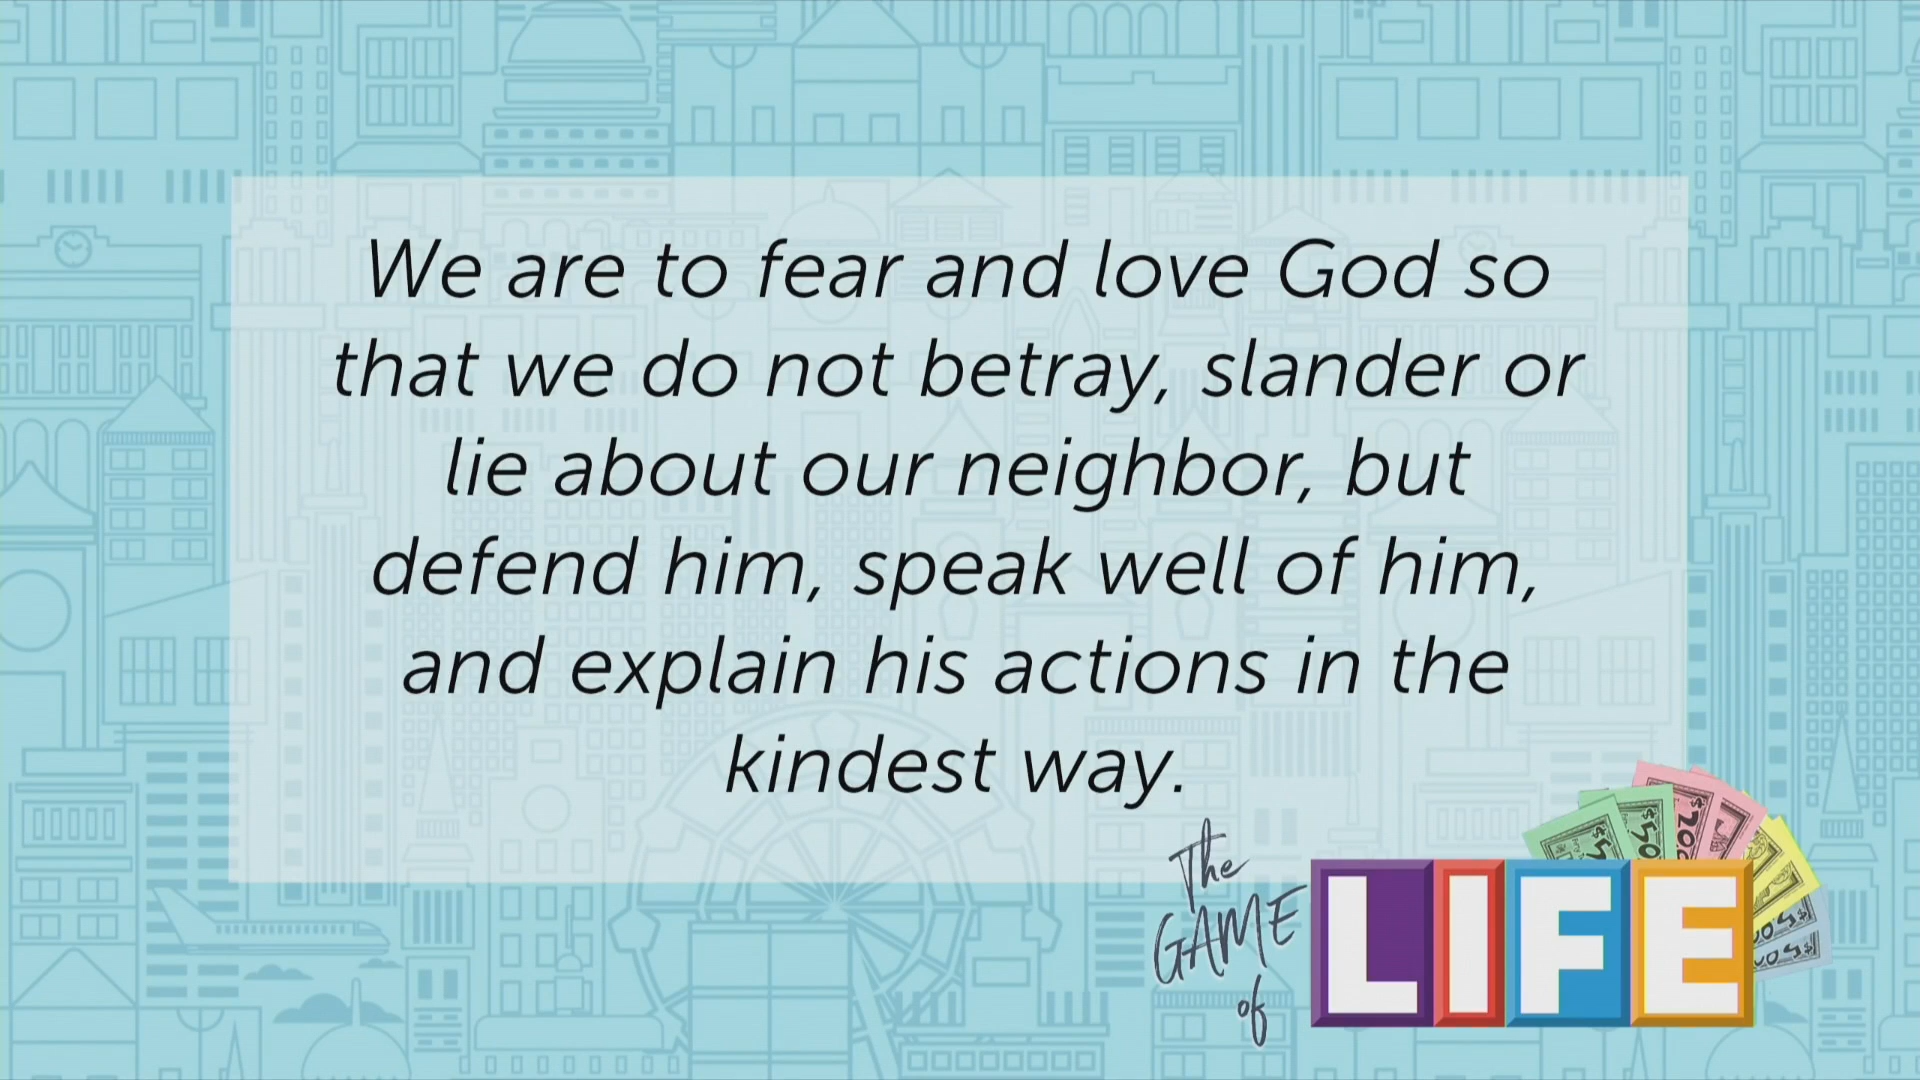 We are to fear and love God so
that we do not betray, slander or
lie about our neighbor, but
defend him, speak well of him,
and explain his actions in the
kindest way.
The
GAME
of
LIFE